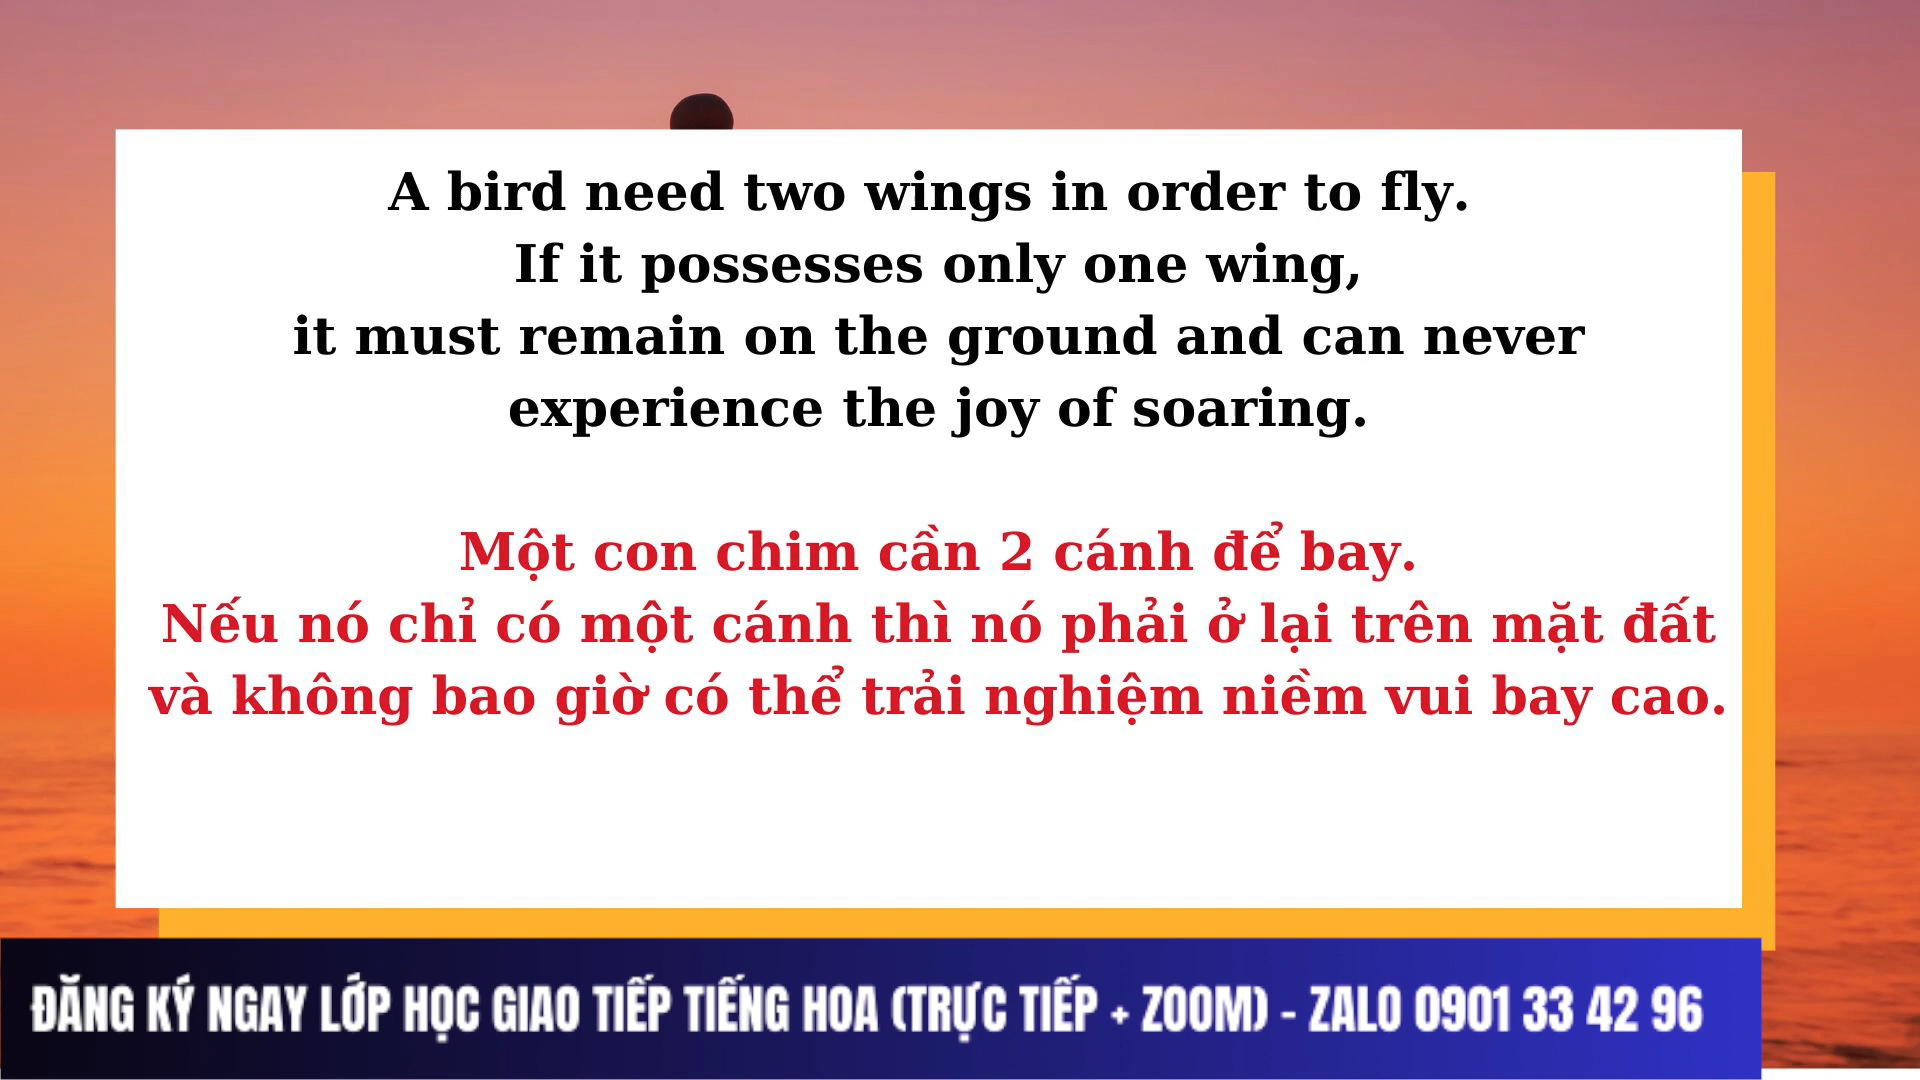 A bird need two wings in order to fly.
If it possesses only one wing,
it must remain on the ground and can never
experience the joy of soaring.
Một con chim cần 2 cánh để bay.
Nếu nó chỉ có một cánh thì nó phải ở lại trên mặt đất
và không bao giờ có thể trải nghiệm niềm vui bay cao.
ĐĂNG KÝ NGAY LỚP HỌC GIAO TIẾP TIẾNG HOA (TRỰC TIẾP + ZOOM) - ZALO 0901 33 42 96